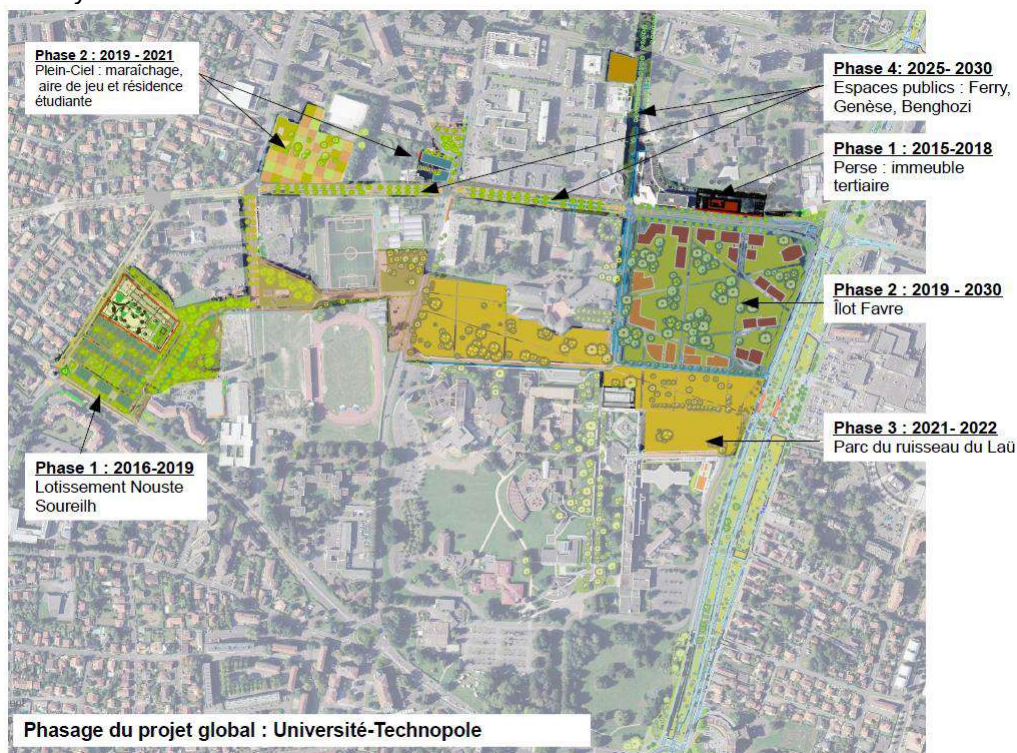 Phase 2 : 2019 - 2021
Plein-Ciel : maraîchage,
aire de jeu et résidence
étudiante
Phase 4: 2025- 2030
Espaces publics : Ferry,
Genèse, Benghozi
Phase 1 : 2015-2018
Perse : immeuble
tertiaire
Phase 2 : 2019 - 2030
Îlot Favre
Phase 3 : 2021- 2022
Parc du ruisseau du Laü
Phase 1 : 2016-2019
Lotissement Nouste
Soureilh
Phasage du projet global : Université-Technopole